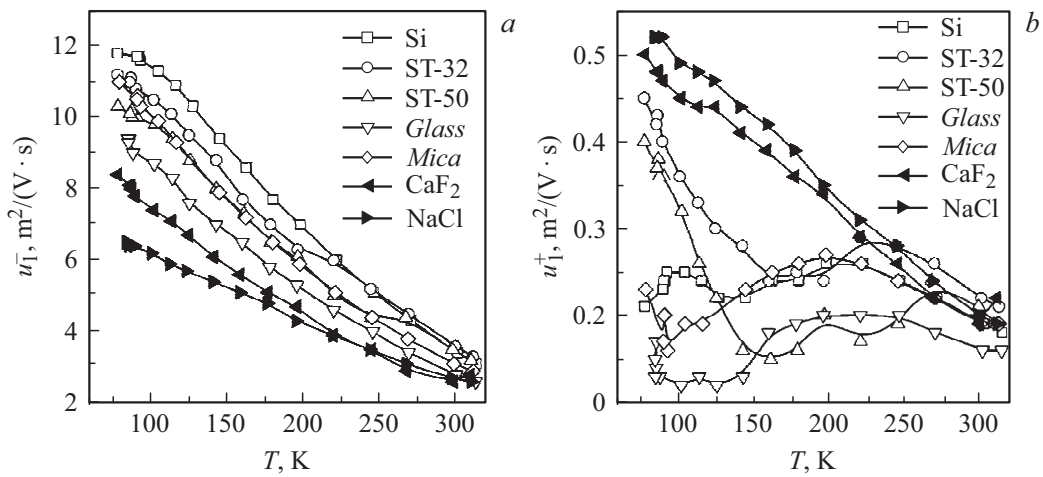 a
12
10
8
6
4
2
100
150
200
250
300
T, K
u₁⁻, m²/(V · s)
Si
ST-32
ST-50
Glass
Mica
CaF₂
NaCl
b
0.5
0.4
0.3
0.2
0.1
0
100
150
200
250
300
T, K
u₁⁺, m²/(V · s)
Si
ST-32
ST-50
Glass
Mica
CaF₂
NaCl